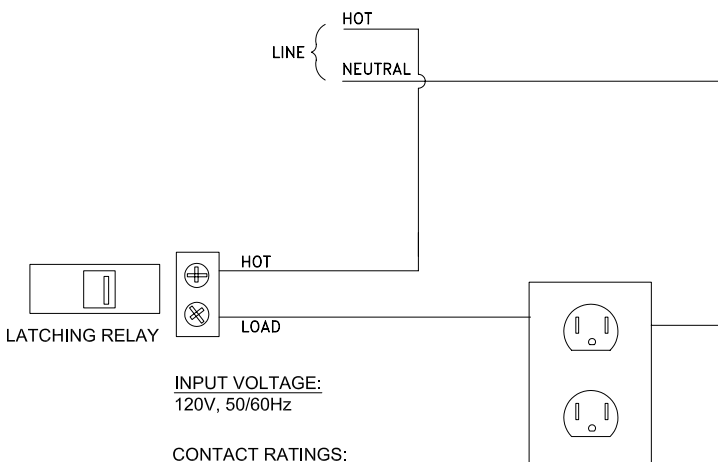 HOT
LINE
NEUTRAL
HOT
LATCHING RELAY
LOAD
INPUT VOLTAGE:
120V, 50/60Hz
CONTACT RATINGS: